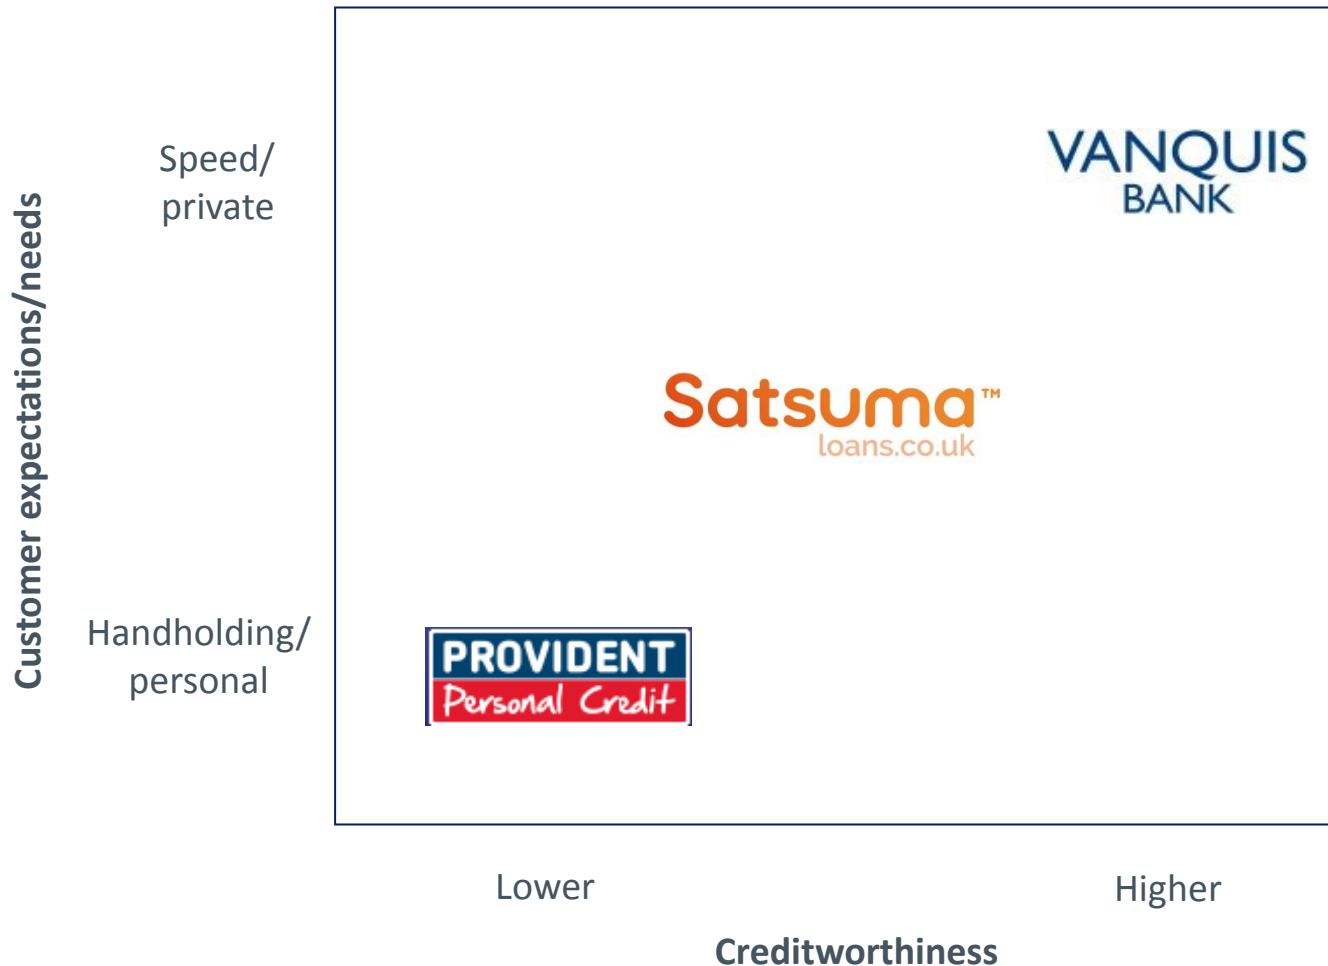 Customer expectations/needs
Speed/
private
VANQUIS
BANK
Satsuma™
loans.co.uk
Handholding/
personal
PROVIDENT
Personal Credit
Lower
Higher
Creditworthiness